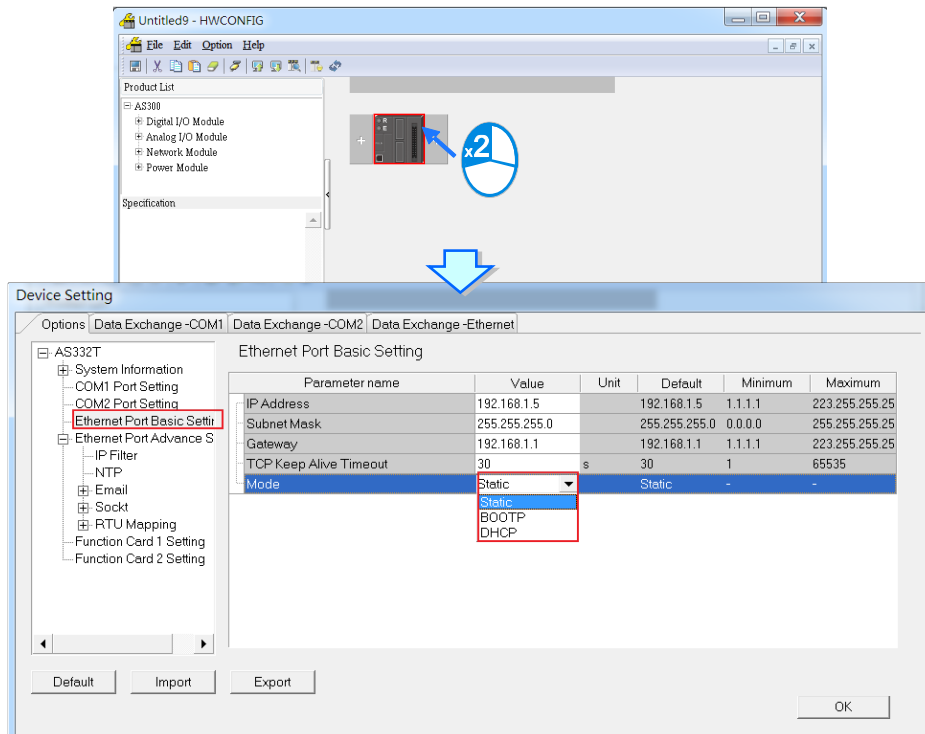 Untitled9 - HWCONFIG
File Edit Option Help
Product List
AS300
Digital I/O Module
Analog I/O Module
Network Module
Power Module
Specification
x2
Device Setting
Options Data Exchange -COM1 Data Exchange -COM2 Data Exchange -Ethernet
AS332T
System Information
COM1 Port Setting
COM2 Port Setting
Ethernet Port Basic Settin
Ethernet Port Advance S
IP Filter
NTP
Email
Sockt
RTU Mapping
Function Card 1 Setting
Function Card 2 Setting
Ethernet Port Basic Setting
Parameter name Value Unit Default Minimum Maximum
IP Address 192.168.1.5 192.168.1.5 1.1.1.1 223.255.255.25
Subnet Mask 255.255.255.0 255.255.255.0 0.0.0.0 255.255.255.25
Gateway 192.168.1.1 192.168.1.1 1.1.1.1 223.255.255.25
TCP Keep Alive Timeout 30 s 30 1 65535
Mode Static Static - -
Static
BOOTP
DHCP
Default Import Export
OK